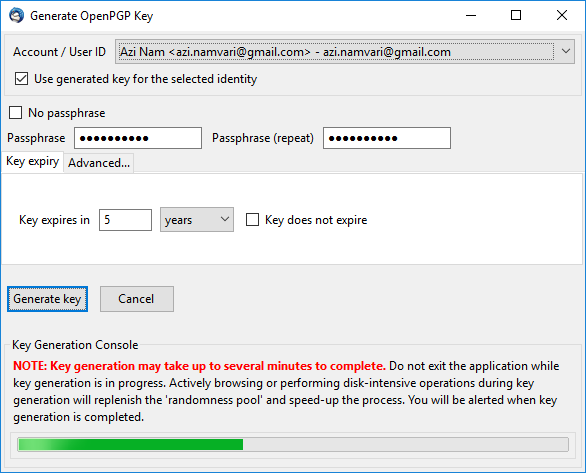 Generate OpenPGP Key
Account / User ID Azi Nam <azi.namvari@gmail.com> - azi.namvari@gmail.com
Use generated key for the selected identity
No passphrase
Passphrase ●●●●●●●●●● Passphrase (repeat) ●●●●●●●●●●
Key expiry Advanced...
Key expires in 5 years Key does not expire
Generate key Cancel
Key Generation Console
NOTE: Key generation may take up to several minutes to complete. Do not exit the application while
key generation is in progress. Actively browsing or performing disk-intensive operations during key
generation will replenish the 'randomness pool' and speed-up the process. You will be alerted when key
generation is completed.